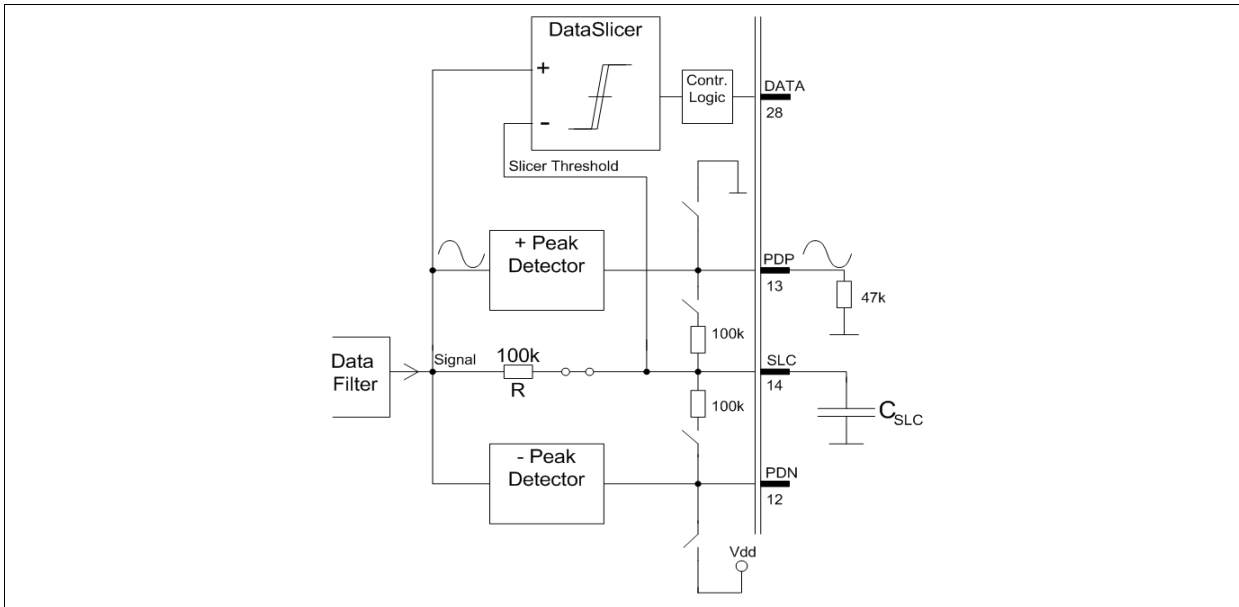 DataSlicer
+
-
Contr.
Logic
DATA
28
Slicer Threshold
+ Peak
Detector
PDP
13
47k
100k
Data
Filter
Signal
100k
R
SLC
14
100k
CSLC
- Peak
Detector
PDN
12
Vdd